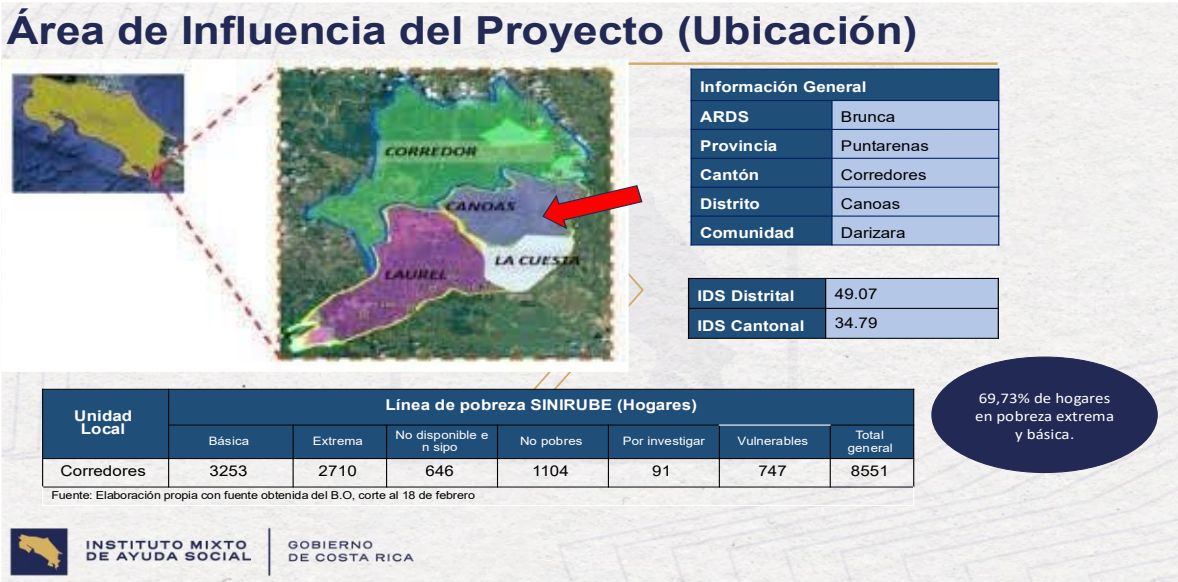 Área de Influencia del Proyecto (Ubicación)
CORREDOR
CANOAS
LA CUESTA
LAUREL
Información General
ARDS Brunca
Provincia Puntarenas
Cantón Corredores
Distrito Canoas
Comunidad Darizara
IDS Distrital 49.07
IDS Cantonal 34.79
69,73% de hogares
en pobreza extrema
y básica.
Unidad
Local
Línea de pobreza SINIRUBE (Hogares)
Básica Extrema No disponible e
n sipo No pobres Por investigar Vulnerables Total
general
Corredores 3253 2710 646 1104 91 747 8551
Fuente: Elaboración propia con fuente obtenida del B.O, corte al 18 de febrero
INSTITUTO MIXTO
DE AYUDA SOCIAL
GOBIERNO
DE COSTA RICA